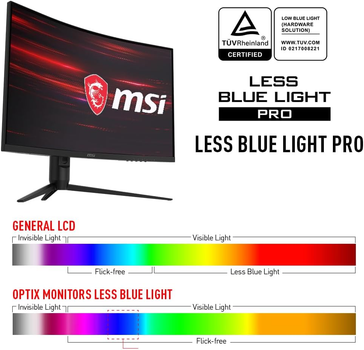 TÜVRheinland
CERTIFIED
LOW BLUE LIGHT
(HARDWARE
SOLUTION)
WWW.TUV.COM
ID 0217008221
msi
LESS
BLUE LIGHT
PRO
LESS BLUE LIGHT PRO
msi
GENERAL LCD
Invisible Light
Visible Light
Flick-free
Less Blue Light
OPTIX MONITORS LESS BLUE LIGHT
Invisible Light
Visible Light
Flick-free